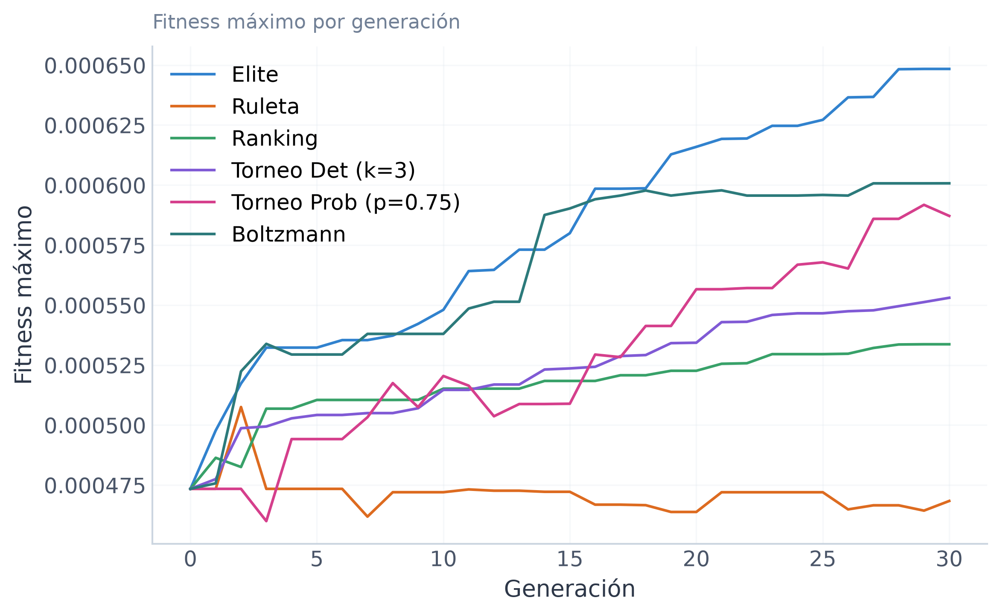 Fitness máximo por generación
Fitness máximo
0.000650
0.000625
0.000600
0.000575
0.000550
0.000525
0.000500
0.000475
Elite
Ruleta
Ranking
Torneo Det (k=3)
Torneo Prob (p=0.75)
Boltzmann
0 5 10 15 20 25 30
Generación